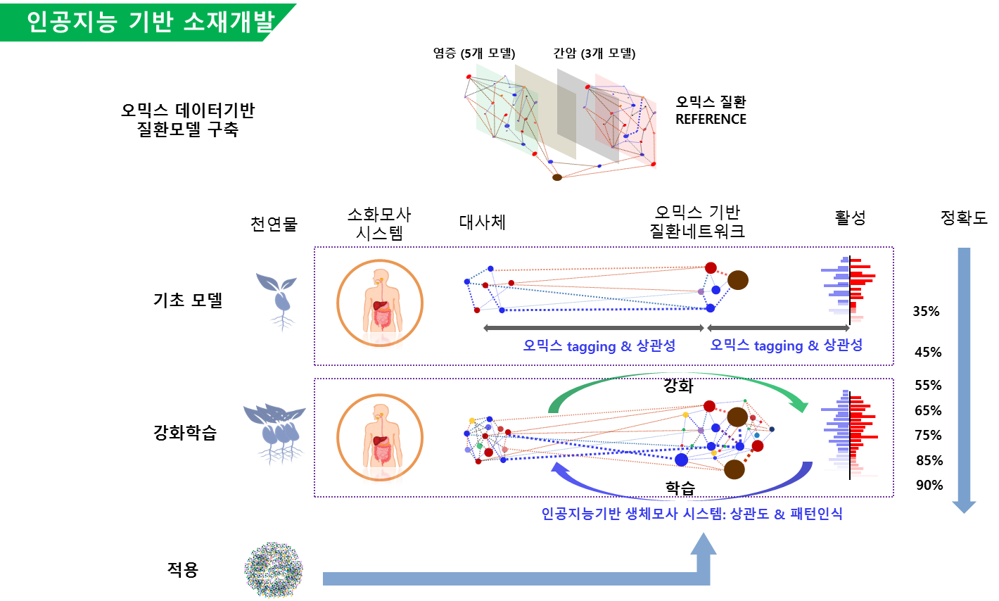 인공지능 기반 소재개발
염증 (5개 모델)
간암 (3개 모델)
오믹스 데이터기반
질환모델 구축
오믹스 질환
REFERENCE
천연물
소화모사
시스템
대사체
오믹스 기반
질환네트워크
활성
정확도
기초 모델
35%
오믹스 tagging & 상관성
오믹스 tagging & 상관성
45%
강화
55%
65%
강화학습
75%
85%
학습
90%
인공지능기반 생체모사 시스템: 상관도 & 패턴인식
적용